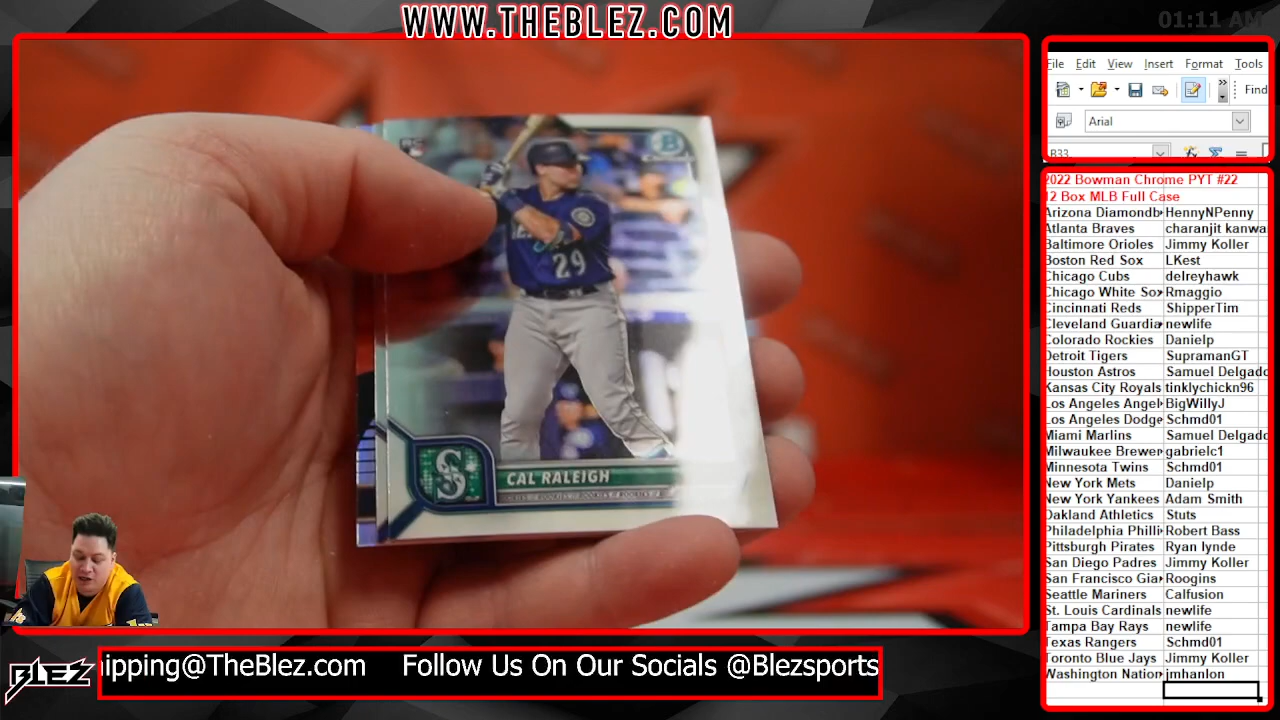 WWW.THEBLEZ.COM
01:11 AM
File Edit View Insert Format Tools
Find
Arial
B33
2022 Bowman Chrome PYT #22
12 Box MLB Full Case
Arizona Diamondb HennyNPenny
Atlanta Braves charanjit kanwa
Baltimore Orioles Jimmy Koller
Boston Red Sox LKest
Chicago Cubs delreyhawk
Chicago White Sox Rmaggio
Cincinnati Reds ShipperTim
Cleveland Guardia newlife
Colorado Rockies Danielp
Detroit Tigers SupramanGT
Houston Astros Samuel Delgado
Kansas City Royals tinklychickn96
Los Angeles Angel BigWillyJ
Los Angeles Dodge Schmd01
Miami Marlins Samuel Delgado
Milwaukee Brewer gabrielc1
Minnesota Twins Schmd01
New York Mets Danielp
New York Yankees Adam Smith
Oakland Athletics Stuts
Philadelphia Philli Robert Bass
Pittsburgh Pirates Ryan lynde
San Diego Padres Jimmy Koller
San Francisco Gia Roogins
Seattle Mariners Calfusion
St. Louis Cardinals newlife
Tampa Bay Rays newlife
Texas Rangers Schmd01
Toronto Blue Jays Jimmy Koller
Washington Nation jmhanlon
29
S
CAL RALEIGH
BLEZ
ipping@TheBlez.com Follow Us On Our Socials @Blezsports